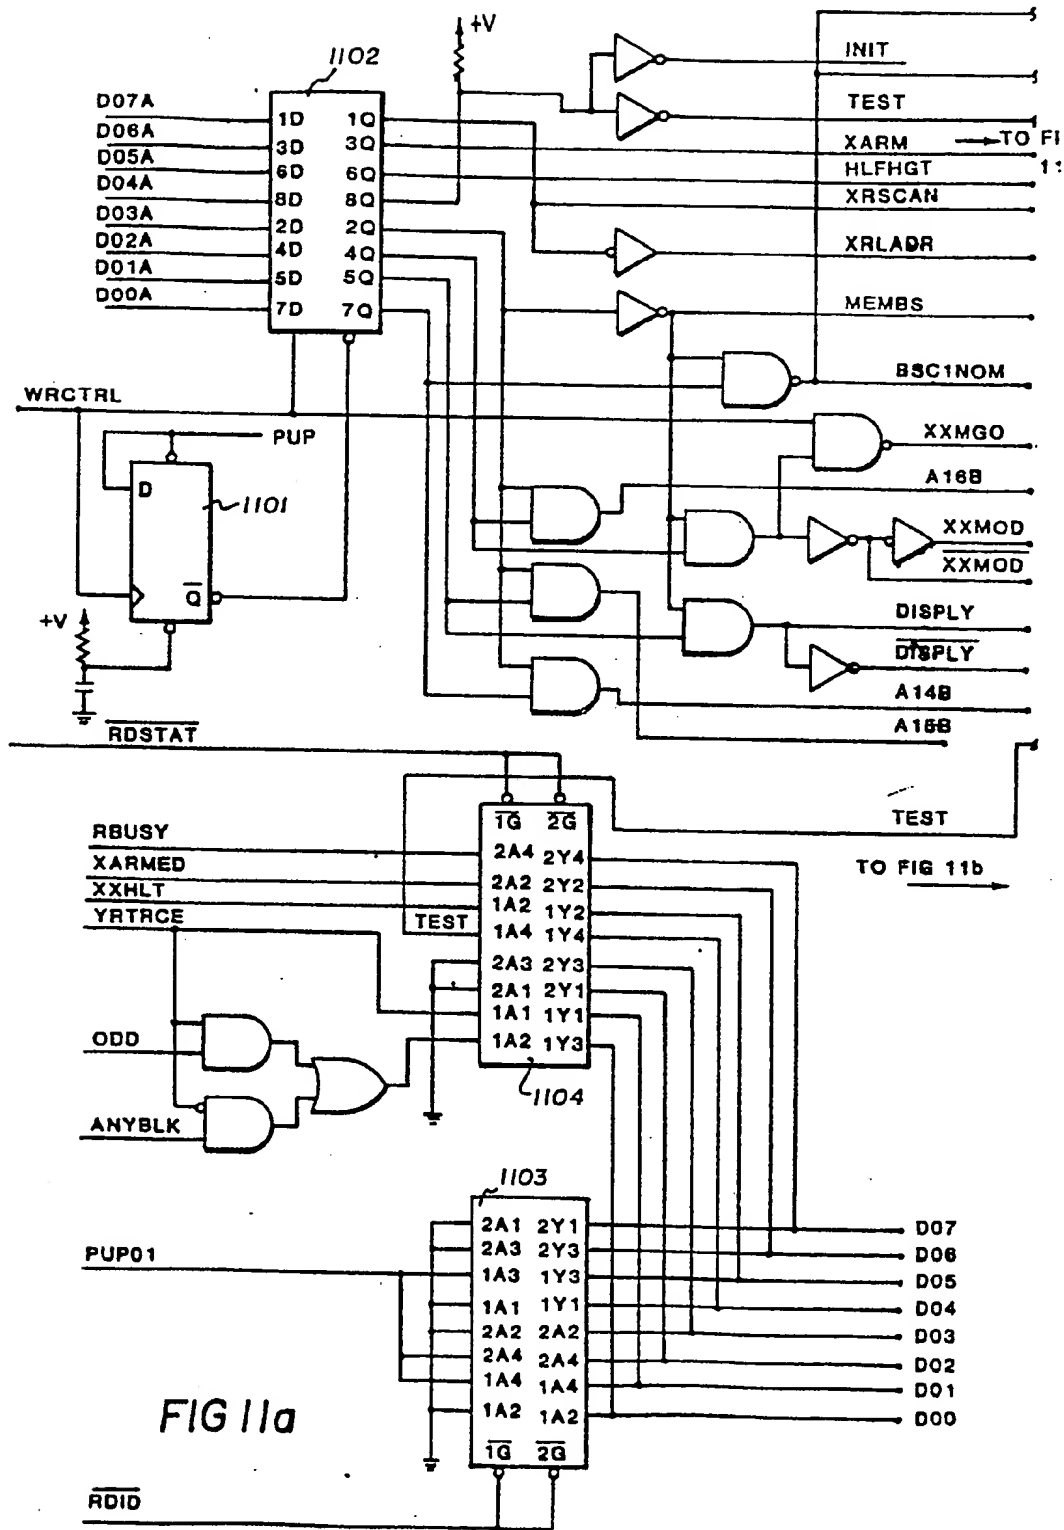 +V
1102
INIT
D07A 1D 1Q TEST
D06A 3D 3Q XARM TO FI
D05A 6D 6Q HLFHGT 1:
D04A 8D 8Q XRSCAN
D03A 2D 2Q
D02A 4D 4Q XRLADR
D01A 5D 5Q
D00A 7D 7Q MEMBS
BSC1NOM
WRCTRL
PUP XXMGO
D 1101 A16B
XXMOD
Q XXMOD
+V DISPLY
DISPLY
A14B
RDSTAT A15B
1G 2G TEST
RBUSY 2A4 2Y4 TO FIG 11b
XARMED 2A2 2Y2
XXHLT 1A2 1Y2
YRTRCE TEST 1A4 1Y4
2A3 2Y3
2A1 2Y1
1A1 1Y1
ODD 1A2 1Y3
1104
ANYBLK
1103
2A1 2Y1 D07
PUP01 2A3 2Y3 D06
1A3 1Y3 D05
1A1 1Y1 D04
2A2 2A2 D03
2A4 2A4 D02
1A4 1A4 D01
1A2 1A2 D00
FIG 11a
1G 2G
RDID